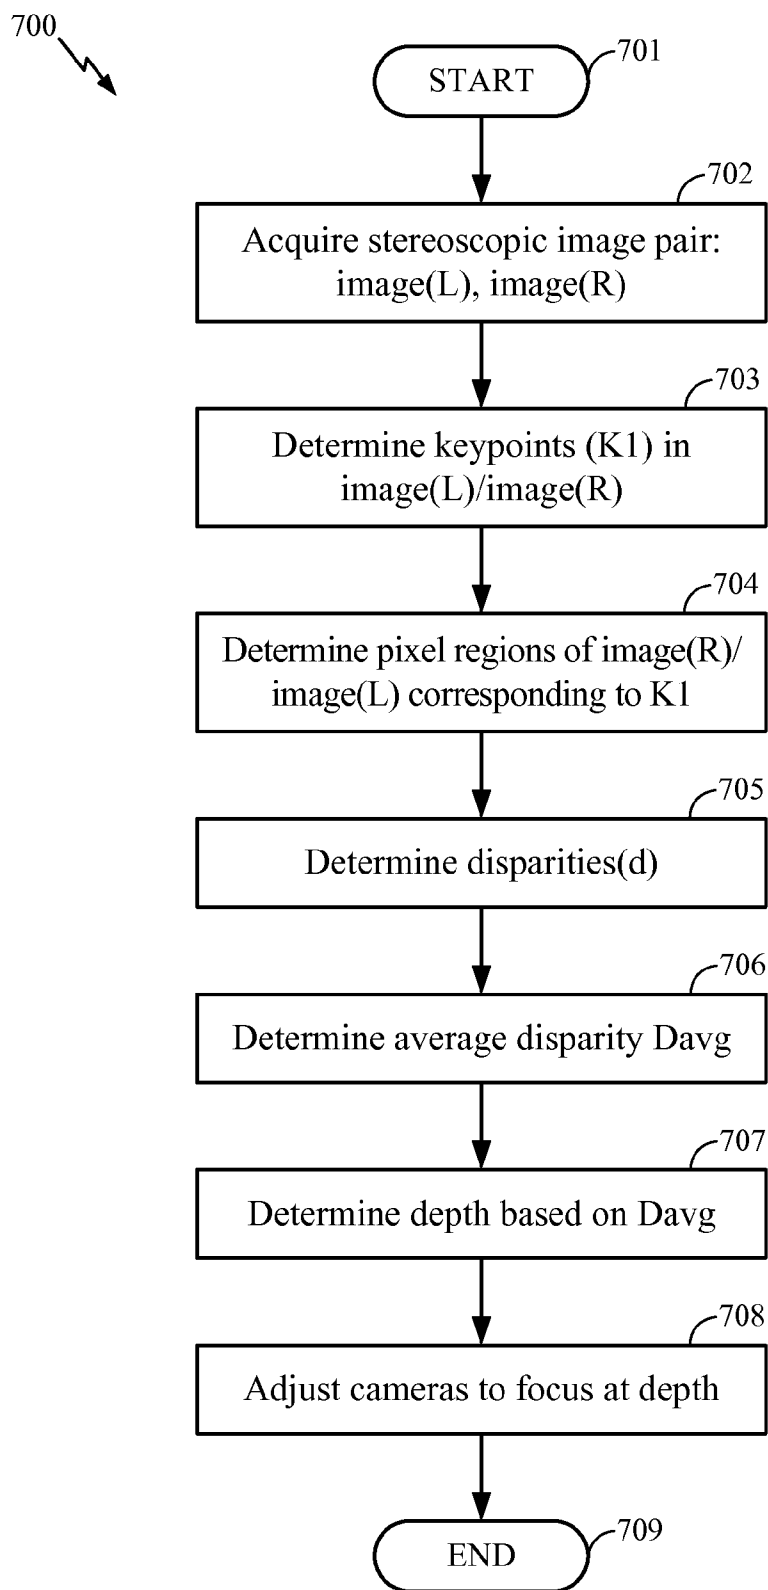 700
701
START
702
Acquire stereoscopic image pair:
image(L), image(R)
703
Determine keypoints (K1) in
image(L)/image(R)
704
Determine pixel regions of image(R)/
image(L) corresponding to K1
705
Determine disparities(d)
706
Determine average disparity Davg
707
Determine depth based on Davg
708
Adjust cameras to focus at depth
709
END